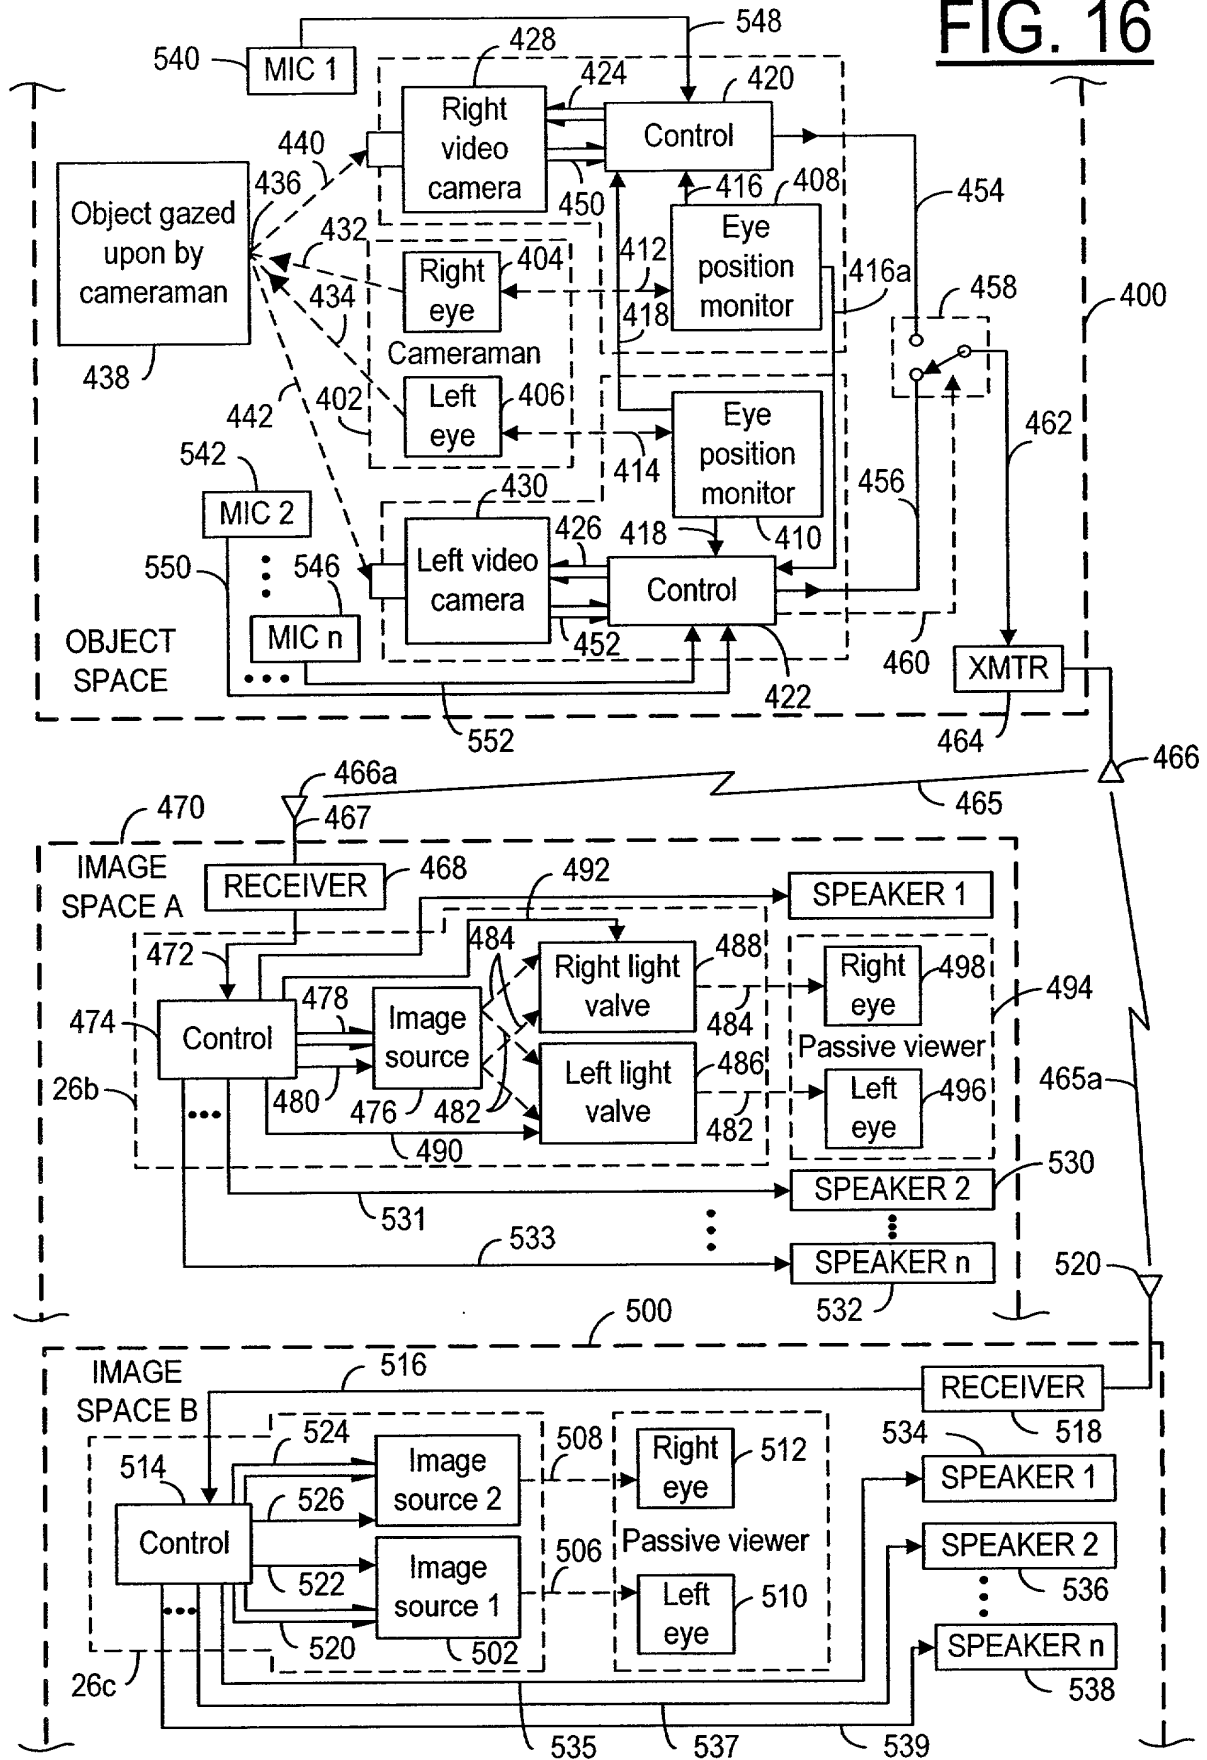 FIG. 16
548
428
540
MIC 1
424
420
Right
video
camera
Control
440
436
450
416
408
454
Object gazed
upon by
cameraman
432
404
412
Eye
position
monitor
416a
458
400
Right
eye
434
418
438
Cameraman
442
402
Left
eye
406
Eye
position
monitor
462
414
542
456
MIC 2
430
418
410
426
550
546
Left video
camera
Control
MIC n
452
460
OBJECT
SPACE
XMTR
422
552
464
466a
466
470
467
465
IMAGE
SPACE A
RECEIVER
468
492
SPEAKER 1
472
484
488
Right light
valve
Right
eye
498
478
494
474
Control
Image
source
484
Passive viewer
26b
480
476
482
Left light
valve
486
Left
eye
496
465a
482
490
530
SPEAKER 2
531
533
SPEAKER n
520
532
500
IMAGE
SPACE B
516
RECEIVER
518
524
508
534
514
Image
source 2
Right
eye
512
SPEAKER 1
526
Control
Passive viewer
SPEAKER 2
522
Image
source 1
506
536
Left
eye
510
520
502
SPEAKER n
26c
538
535
537
539